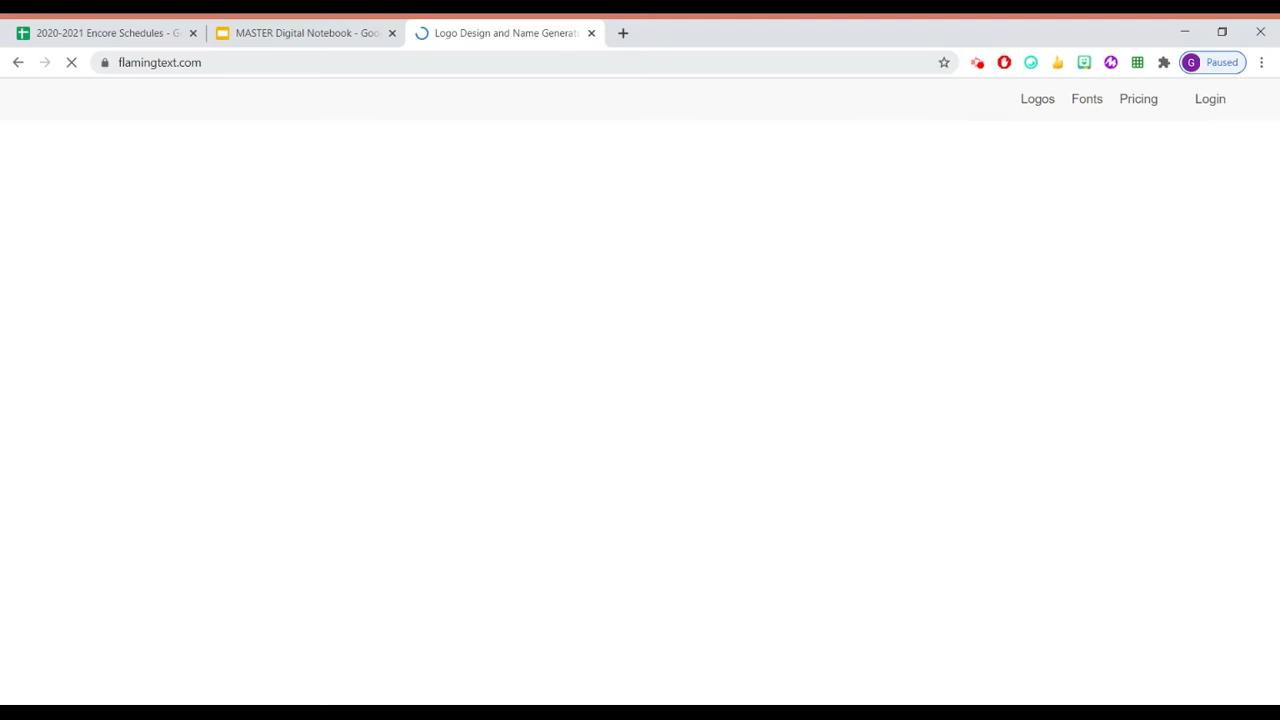 2020-2021 Encore Schedules - G
MASTER Digital Notebook - Goo
Logo Design and Name Generat
flamingtext.com
G
Paused
Logos
Fonts
Pricing
Login